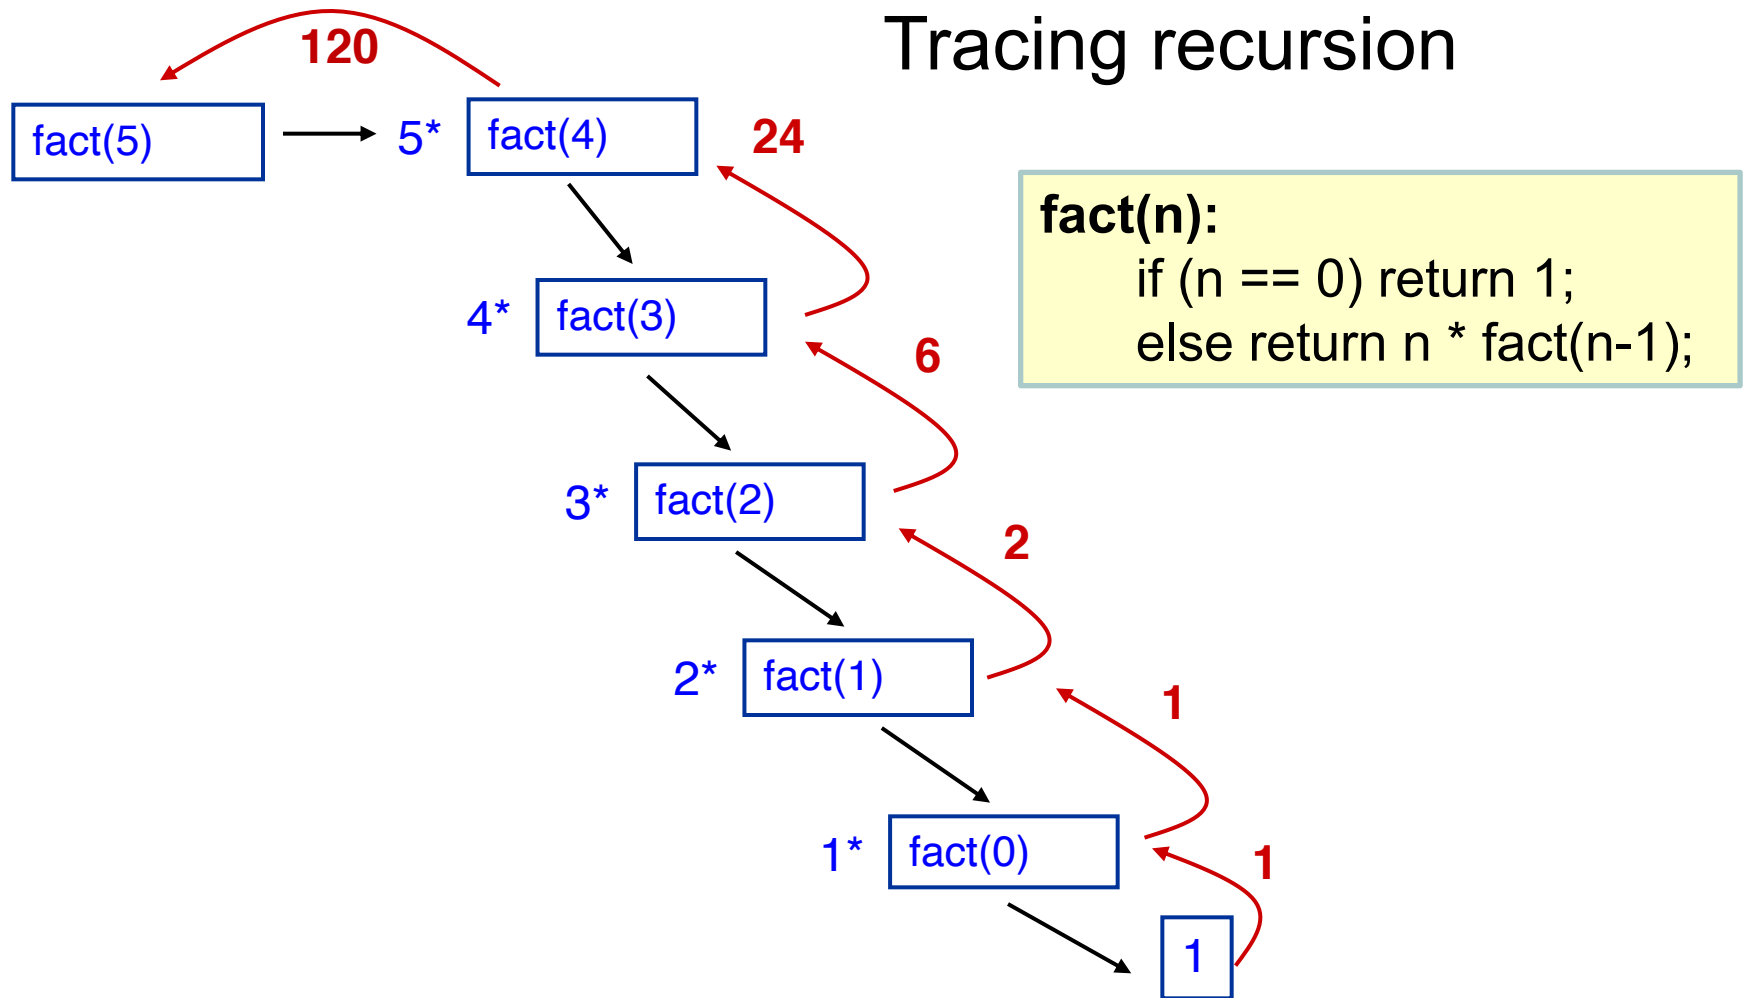 Tracing recursion
120
fact(5)
5* fact(4)
24
fact(n):
if (n == 0) return 1;
else return n * fact(n-1);
4* fact(3)
6
3* fact(2)
2
2* fact(1)
1
1* fact(0)
1
1